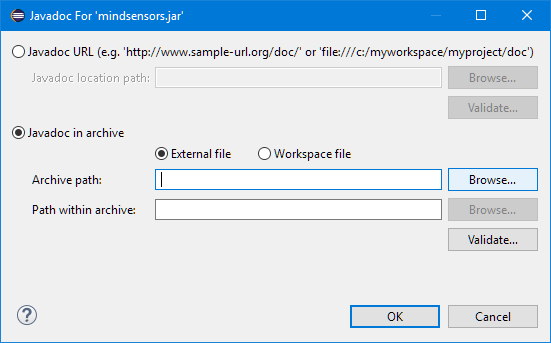 Javadoc For 'mindsensors.jar'
Javadoc URL (e.g. 'http://www.sample-url.org/doc/' or 'file:///c:/myworkspace/myproject/doc')
Javadoc location path: Browse...
Validate...
Javadoc in archive
External file Workspace file
Archive path: Browse...
Path within archive: Browse...
Validate...
? OK Cancel